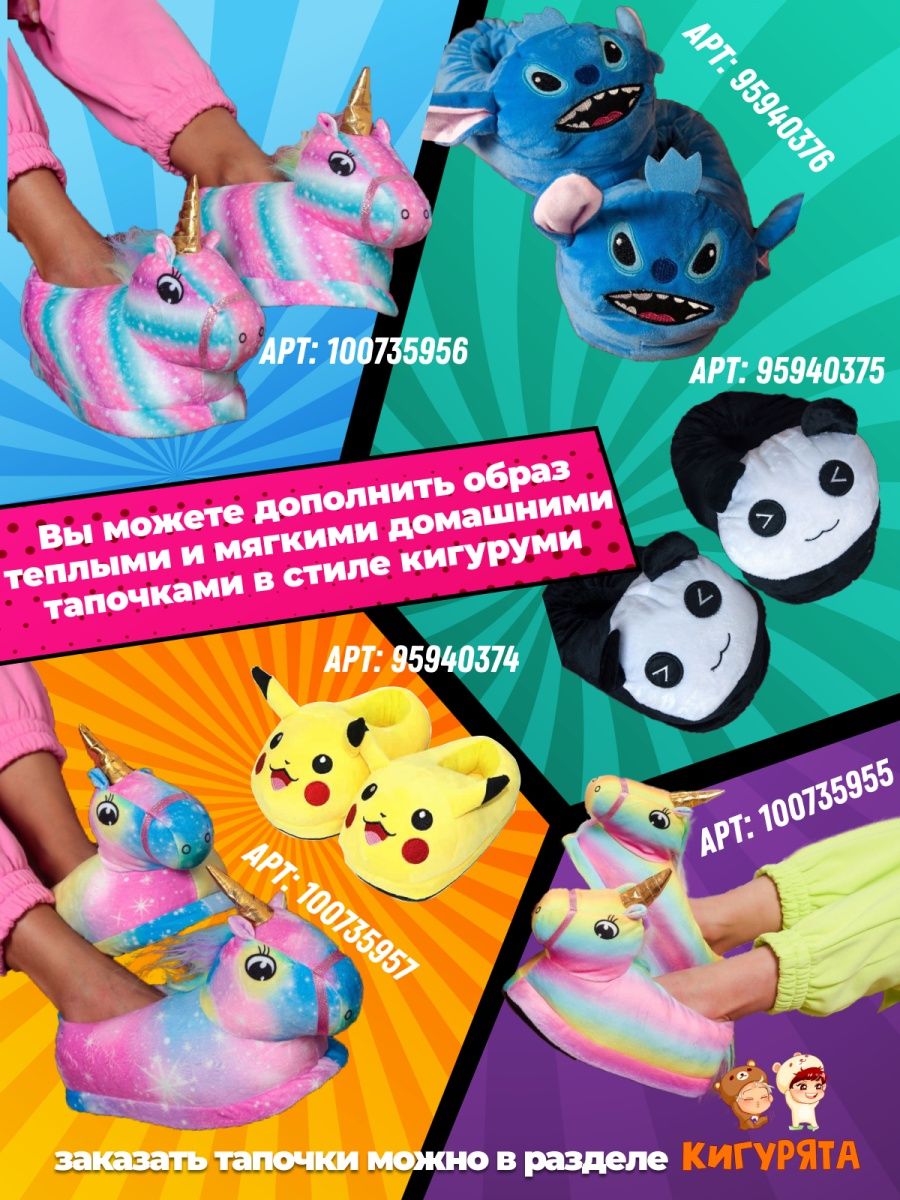 АРТ: 95940376
АРТ: 100735956
АРТ: 95940375
Вы можете дополнить образ
теплыми и мягкими домашними
тапочками в стиле кигуруми
АРТ: 95940374
АРТ: 100735955
АРТ: 100735957
заказать тапочки можно в разделе КИГУРЯТА